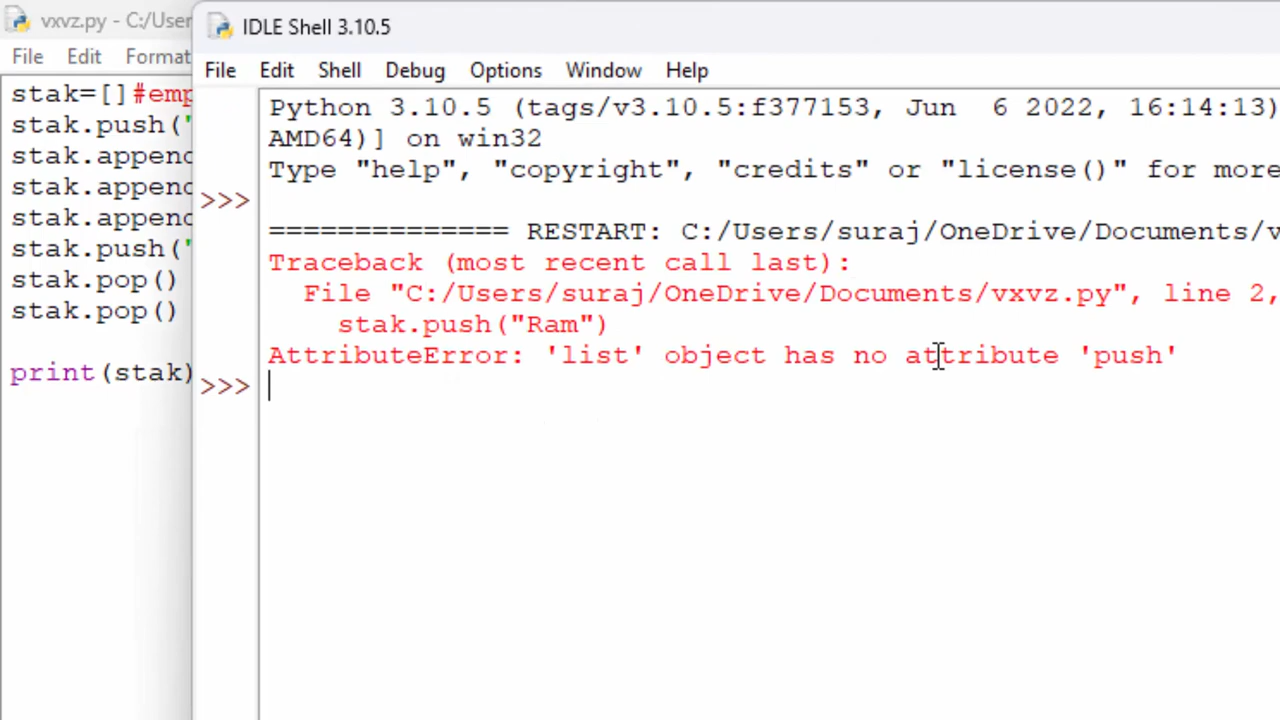 vxvz.py - C:/User
IDLE Shell 3.10.5
File Edit Format
File Edit Shell Debug Options Window Help
stak=[]#emp
stak.push("
stak.append
stak.append
stak.append
stak.push("
stak.pop()
stak.pop()
print(stak)
Python 3.10.5 (tags/v3.10.5:f377153, Jun  6 2022, 16:14:13)
AMD64)] on win32
Type "help", "copyright", "credits" or "license()" for more
>>>
============== RESTART: C:/Users/suraj/OneDrive/Documents/v
Traceback (most recent call last):
  File "C:/Users/suraj/OneDrive/Documents/vxvz.py", line 2,
    stak.push("Ram")
AttributeError: 'list' object has no attribute 'push'
>>>